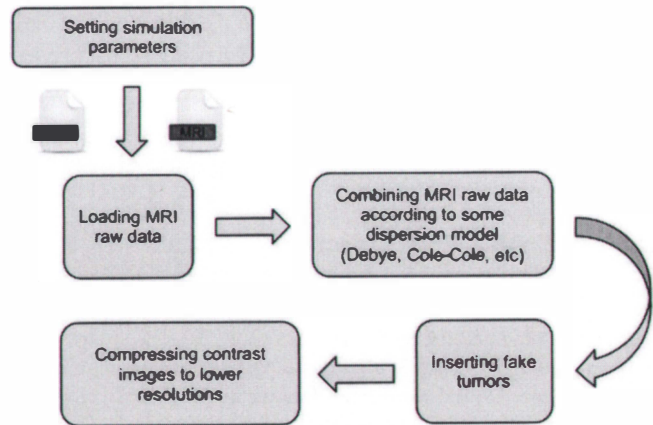 Setting simulation
parameters
MRI
Loading MRI
raw data
Combining MRI raw data
according to some
dispersion model
(Debye, Cole-Cole, etc)
Inserting fake
tumors
Compressing contrast
images to lower
resolutions